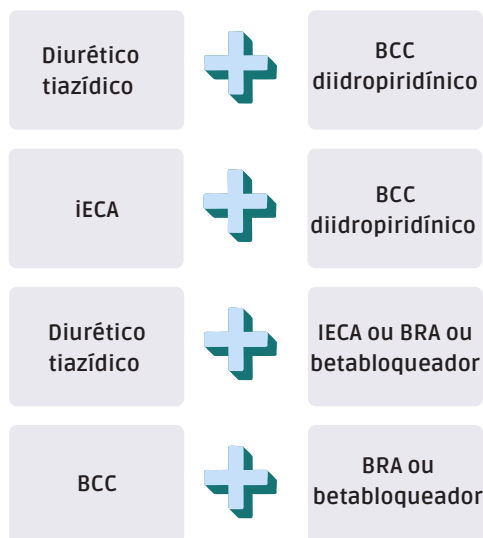 Diurético
tiazídico
BCC
diidropiridínico
iECA
BCC
diidropiridínico
Diurético
tiazídico
IECA ou BRA ou
betabloqueador
BCC
BRA ou
betabloqueador